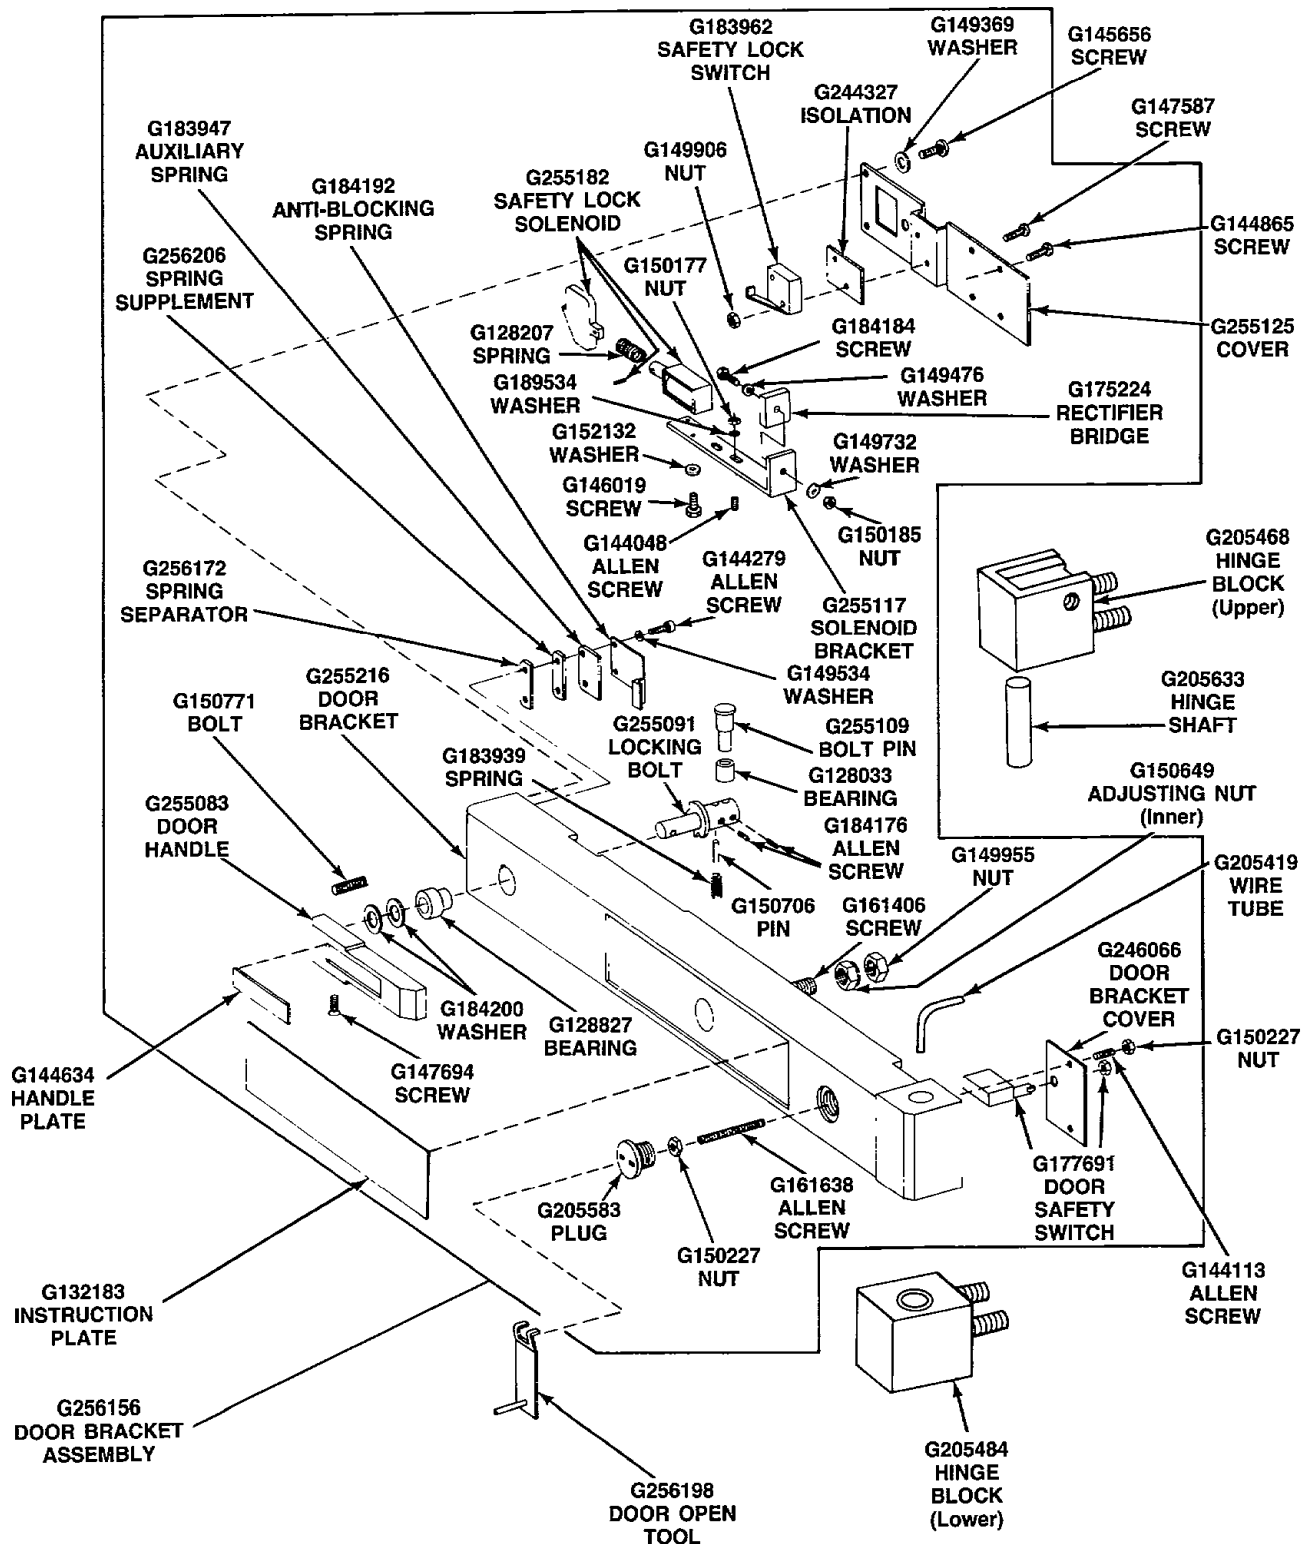 G183962
SAFETY LOCK
SWITCH
G149369
WASHER
G145656
SCREW
G244327
ISOLATION
G147587
SCREW
G183947
AUXILIARY
SPRING
G149906
NUT
G184192
ANTI-BLOCKING
SPRING
G255182
SAFETY LOCK
SOLENOID
G144865
SCREW
G256206
SPRING
SUPPLEMENT
G150177
NUT
G128207
SPRING
G184184
SCREW
G255125
COVER
G189534
WASHER
G149476
WASHER
G175224
RECTIFIER
BRIDGE
G152132
WASHER
G149732
WASHER
G146019
SCREW
G150185
NUT
G144048
ALLEN
SCREW
G144279
ALLEN
SCREW
G205468
HINGE
BLOCK
(Upper)
G256172
SPRING
SEPARATOR
G255117
SOLENOID
BRACKET
G255216
DOOR
BRACKET
G149534
WASHER
G205633
HINGE
SHAFT
G150771
BOLT
G255091
LOCKING
BOLT
G255109
BOLT PIN
G183939
SPRING
G128033
BEARING
G150649
ADJUSTING NUT
(Inner)
G255083
DOOR
HANDLE
G184176
ALLEN
SCREW
G149955
NUT
G205419
WIRE
TUBE
G150706
PIN
G161406
SCREW
G246066
DOOR
BRACKET
COVER
G184200
WASHER
G128827
BEARING
G150227
NUT
G144634
HANDLE
PLATE
G147694
SCREW
G205583
PLUG
G161638
ALLEN
SCREW
G177691
DOOR
SAFETY
SWITCH
G150227
NUT
G144113
ALLEN
SCREW
G132183
INSTRUCTION
PLATE
G256156
DOOR BRACKET
ASSEMBLY
G205484
HINGE
BLOCK
(Lower)
G256198
DOOR OPEN
TOOL